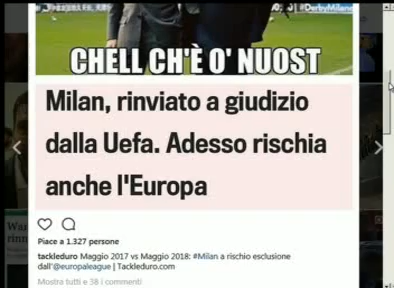 #DerbyMilano
CHELL CH'È O' NUOST
Milan, rinviato a giudizio
dalla Uefa. Adesso rischia
anche l'Europa
Piace a 1.327 persone
tackleduro Maggio 2017 vs Maggio 2018: #Milan a rischio esclusione
dall'@europaleague | Tackleduro.com
Mostra tutti e 38 i commenti